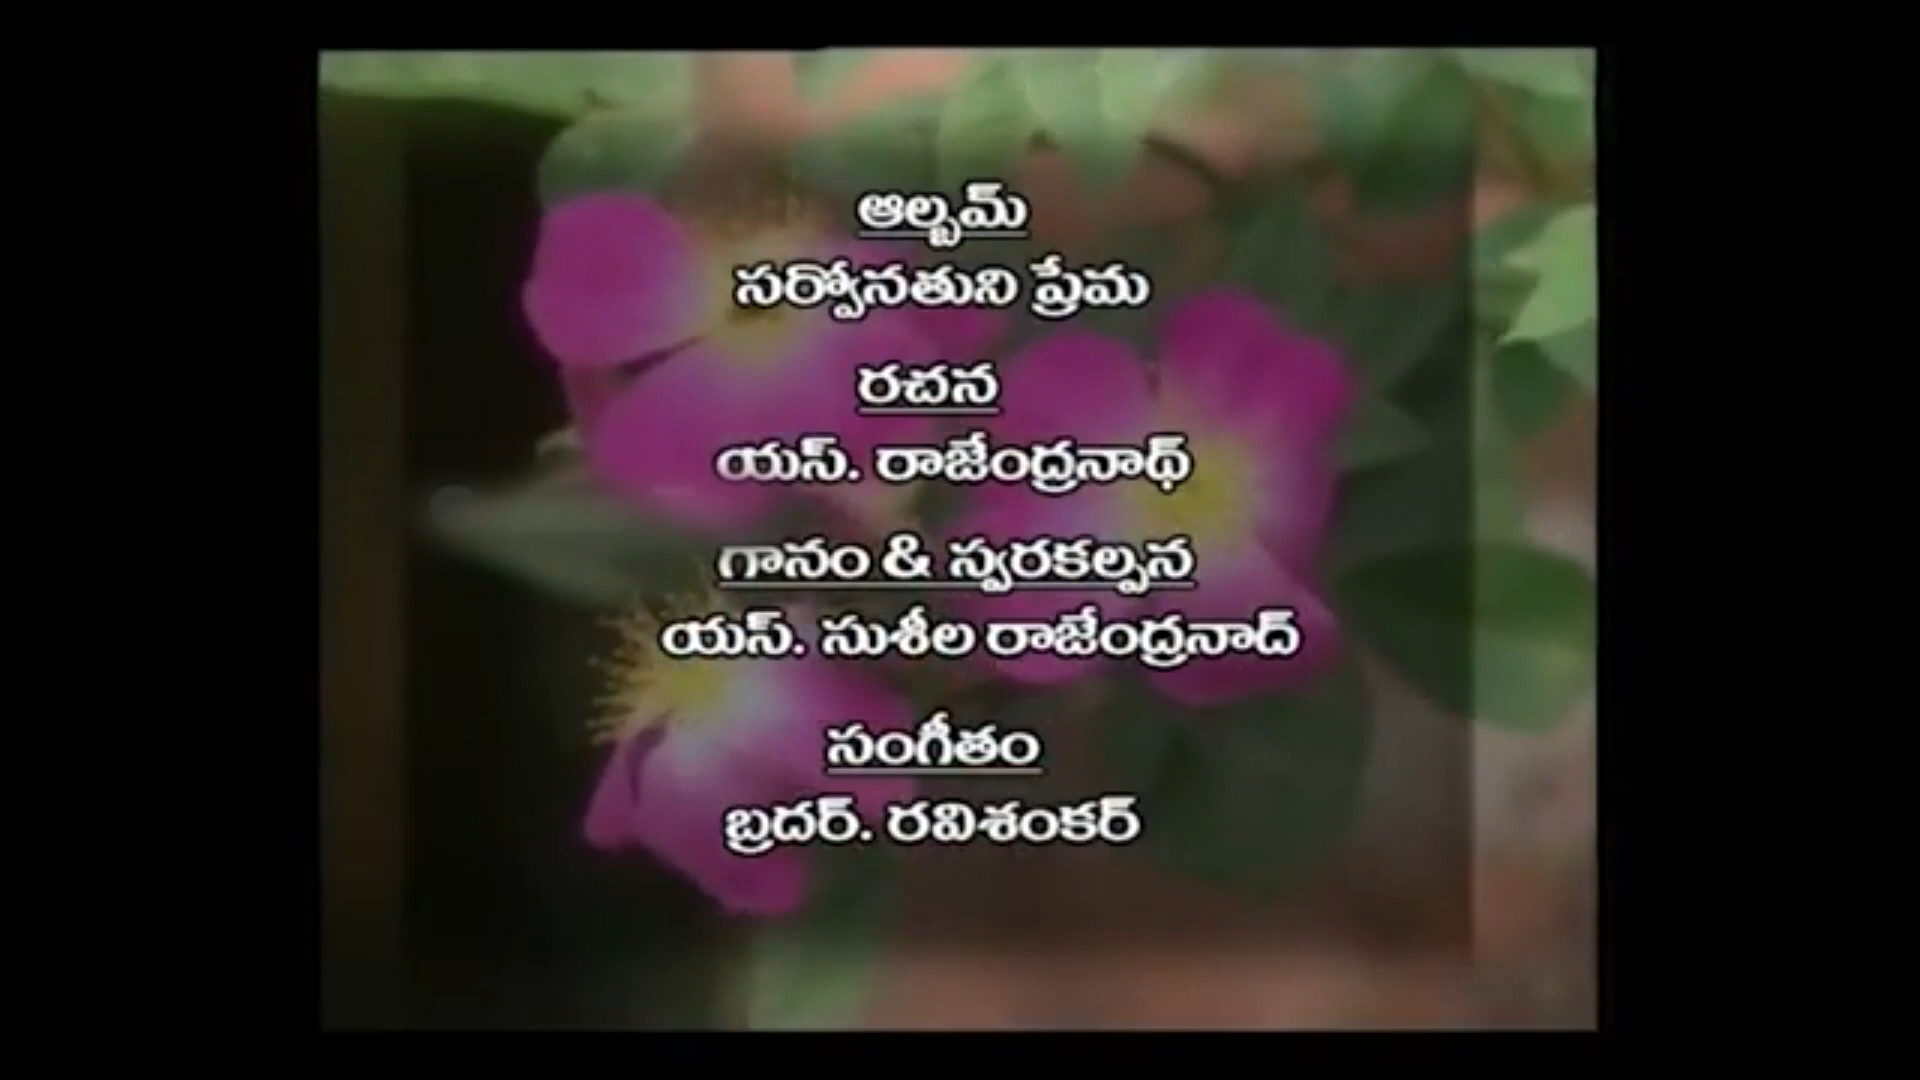 ఆల్బమ్
సర్వోనతుని ప్రేమ
రచన
యస్. రాజేంద్రనాథ్
గానం & స్వరకల్పన
యస్. సుశీల రాజేంద్రనాద్
సంగీతం
బ్రదర్. రవిశంకర్